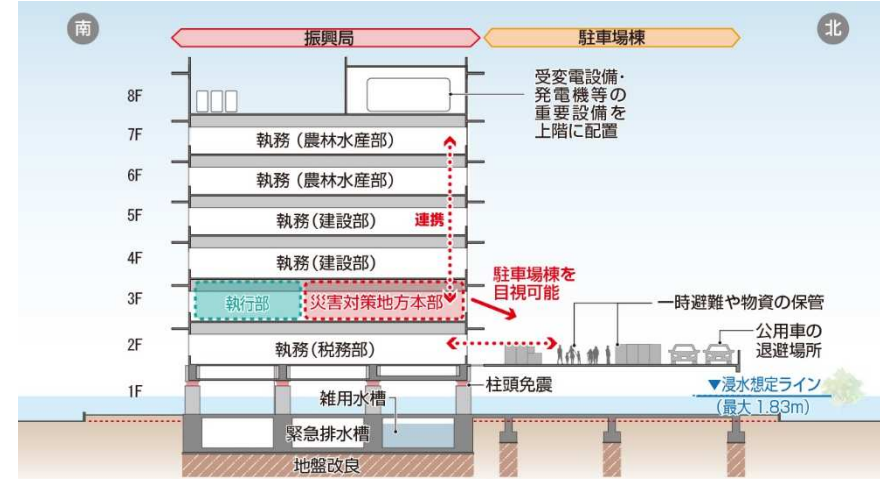 南
振興局
駐車場棟
北
受変電設備・
発電機等の
重要設備を
上階に配置
8F
7F
執務（農林水産部）
6F
執務（農林水産部）
5F
執務（建設部）
連携
4F
執務（建設部）
駐車場棟を
目視可能
3F
執行部
災害対策地方本部
一時避難や物資の保管
公用車の
退避場所
2F
執務（税務部）
1F
柱頭免震
▼浸水想定ライン
（最大1.83m）
雑用水槽
緊急排水槽
地盤改良